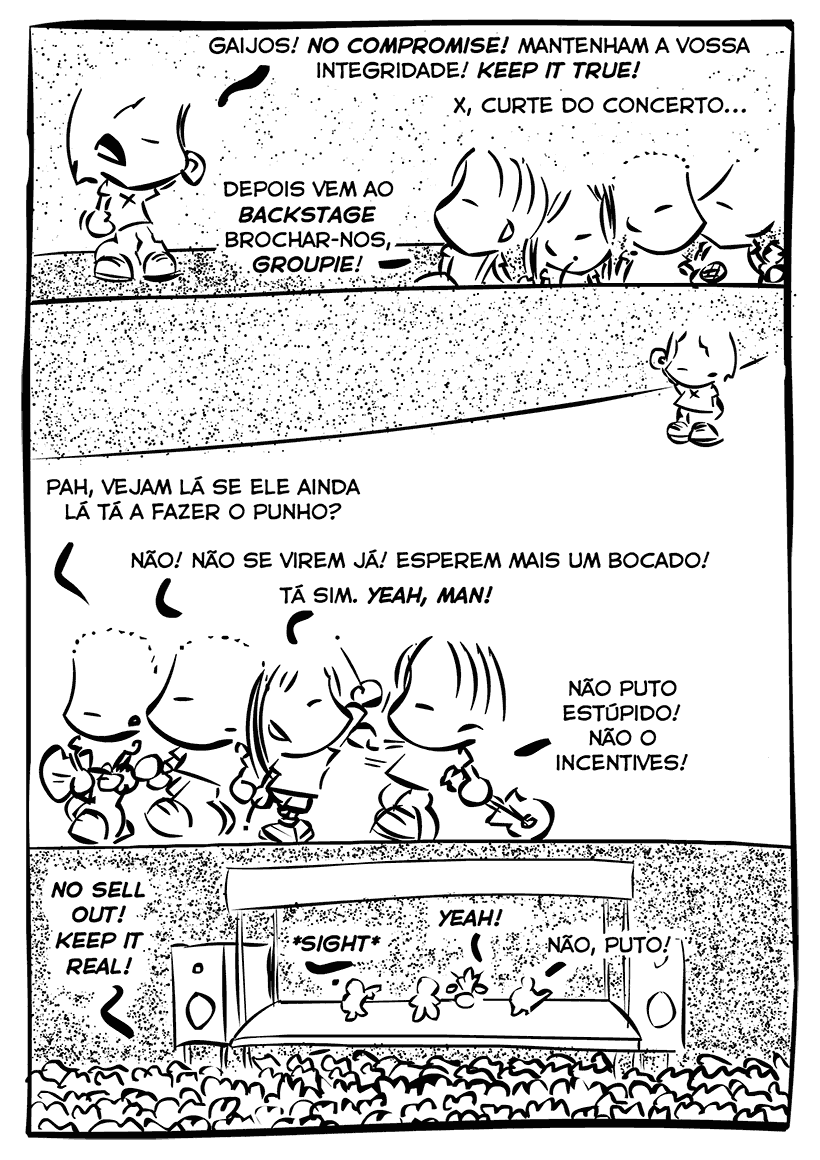 GAIJOS! NO COMPROMISE! MANTENHAM A VOSSA
INTEGRIDADE! KEEP IT TRUE!
X, CURTE DO CONCERTO...
DEPOIS VEM AO
BACKSTAGE
BROCHAR-NOS,
GROUPIE!
PAH, VEJAM LÁ SE ELE AINDA
LÁ TÁ A FAZER O PUNHO?
NÃO! NÃO SE VIREM JÁ! ESPEREM MAIS UM BOCADO!
TÁ SIM. YEAH, MAN!
NÃO PUTO
ESTÚPIDO!
NÃO O
INCENTIVES!
NO SELL
OUT!
KEEP IT
REAL!
*SIGHT*
YEAH!
NÃO, PUTO!